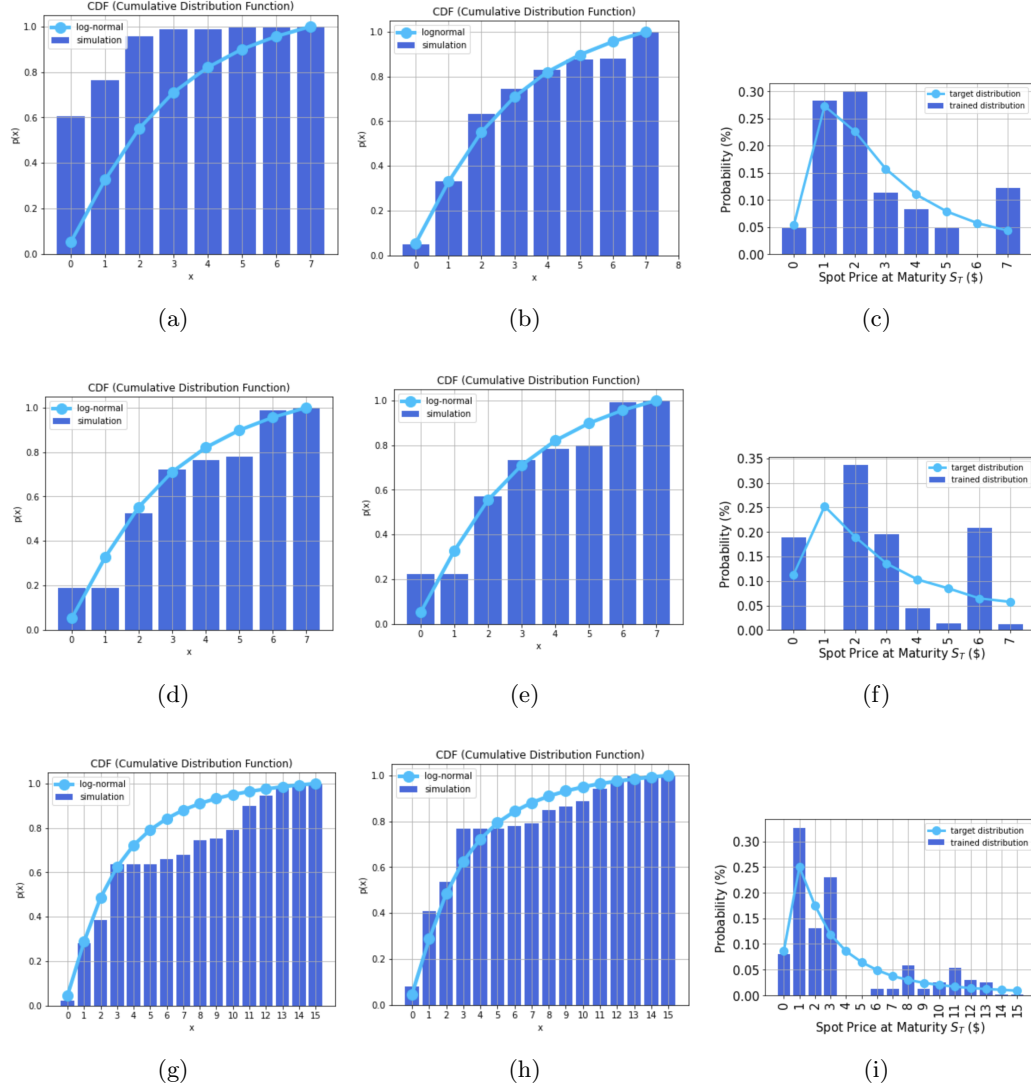 CDF (Cumulative Distribution Function)
log-normal
simulation
p(x)
1.0
0.8
0.6
0.4
0.2
0.0
0 1 2 3 4 5 6 7
x
(a)
CDF (Cumulative Distribution Function)
lognormal
simulation
p(x)
1.0
0.8
0.6
0.4
0.2
0.0
0 1 2 3 4 5 6 7 8
x
(b)
target distribution
trained distribution
Probability (%)
0.30
0.25
0.20
0.15
0.10
0.05
0.00
0 1 2 3 4 5 6 7
Spot Price at Maturity S_T ($)
(c)
CDF (Cumulative Distribution Function)
log-normal
simulation
p(x)
1.0
0.8
0.6
0.4
0.2
0.0
0 1 2 3 4 5 6 7
x
(d)
CDF (Cumulative Distribution Function)
log-normal
simulation
p(x)
1.0
0.8
0.6
0.4
0.2
0.0
0 1 2 3 4 5 6 7
x
(e)
target distribution
trained distribution
Probability (%)
0.35
0.30
0.25
0.20
0.15
0.10
0.05
0.00
0 1 2 3 4 5 6 7
Spot Price at Maturity S_T ($)
(f)
CDF (Cumulative Distribution Function)
log-normal
simulation
p(x)
1.0
0.8
0.6
0.4
0.2
0.0
0 1 2 3 4 5 6 7 8 9 10 11 12 13 14 15
x
(g)
CDF (Cumulative Distribution Function)
log-normal
simulation
p(x)
1.0
0.8
0.6
0.4
0.2
0.0
0 1 2 3 4 5 6 7 8 9 10 11 12 13 14 15
x
(h)
target distribution
trained distribution
Probability (%)
0.30
0.25
0.20
0.15
0.10
0.05
0.00
0 1 2 3 4 5 6 7 8 9 10 11 12 13 14 15
Spot Price at Maturity S_T ($)
(i)